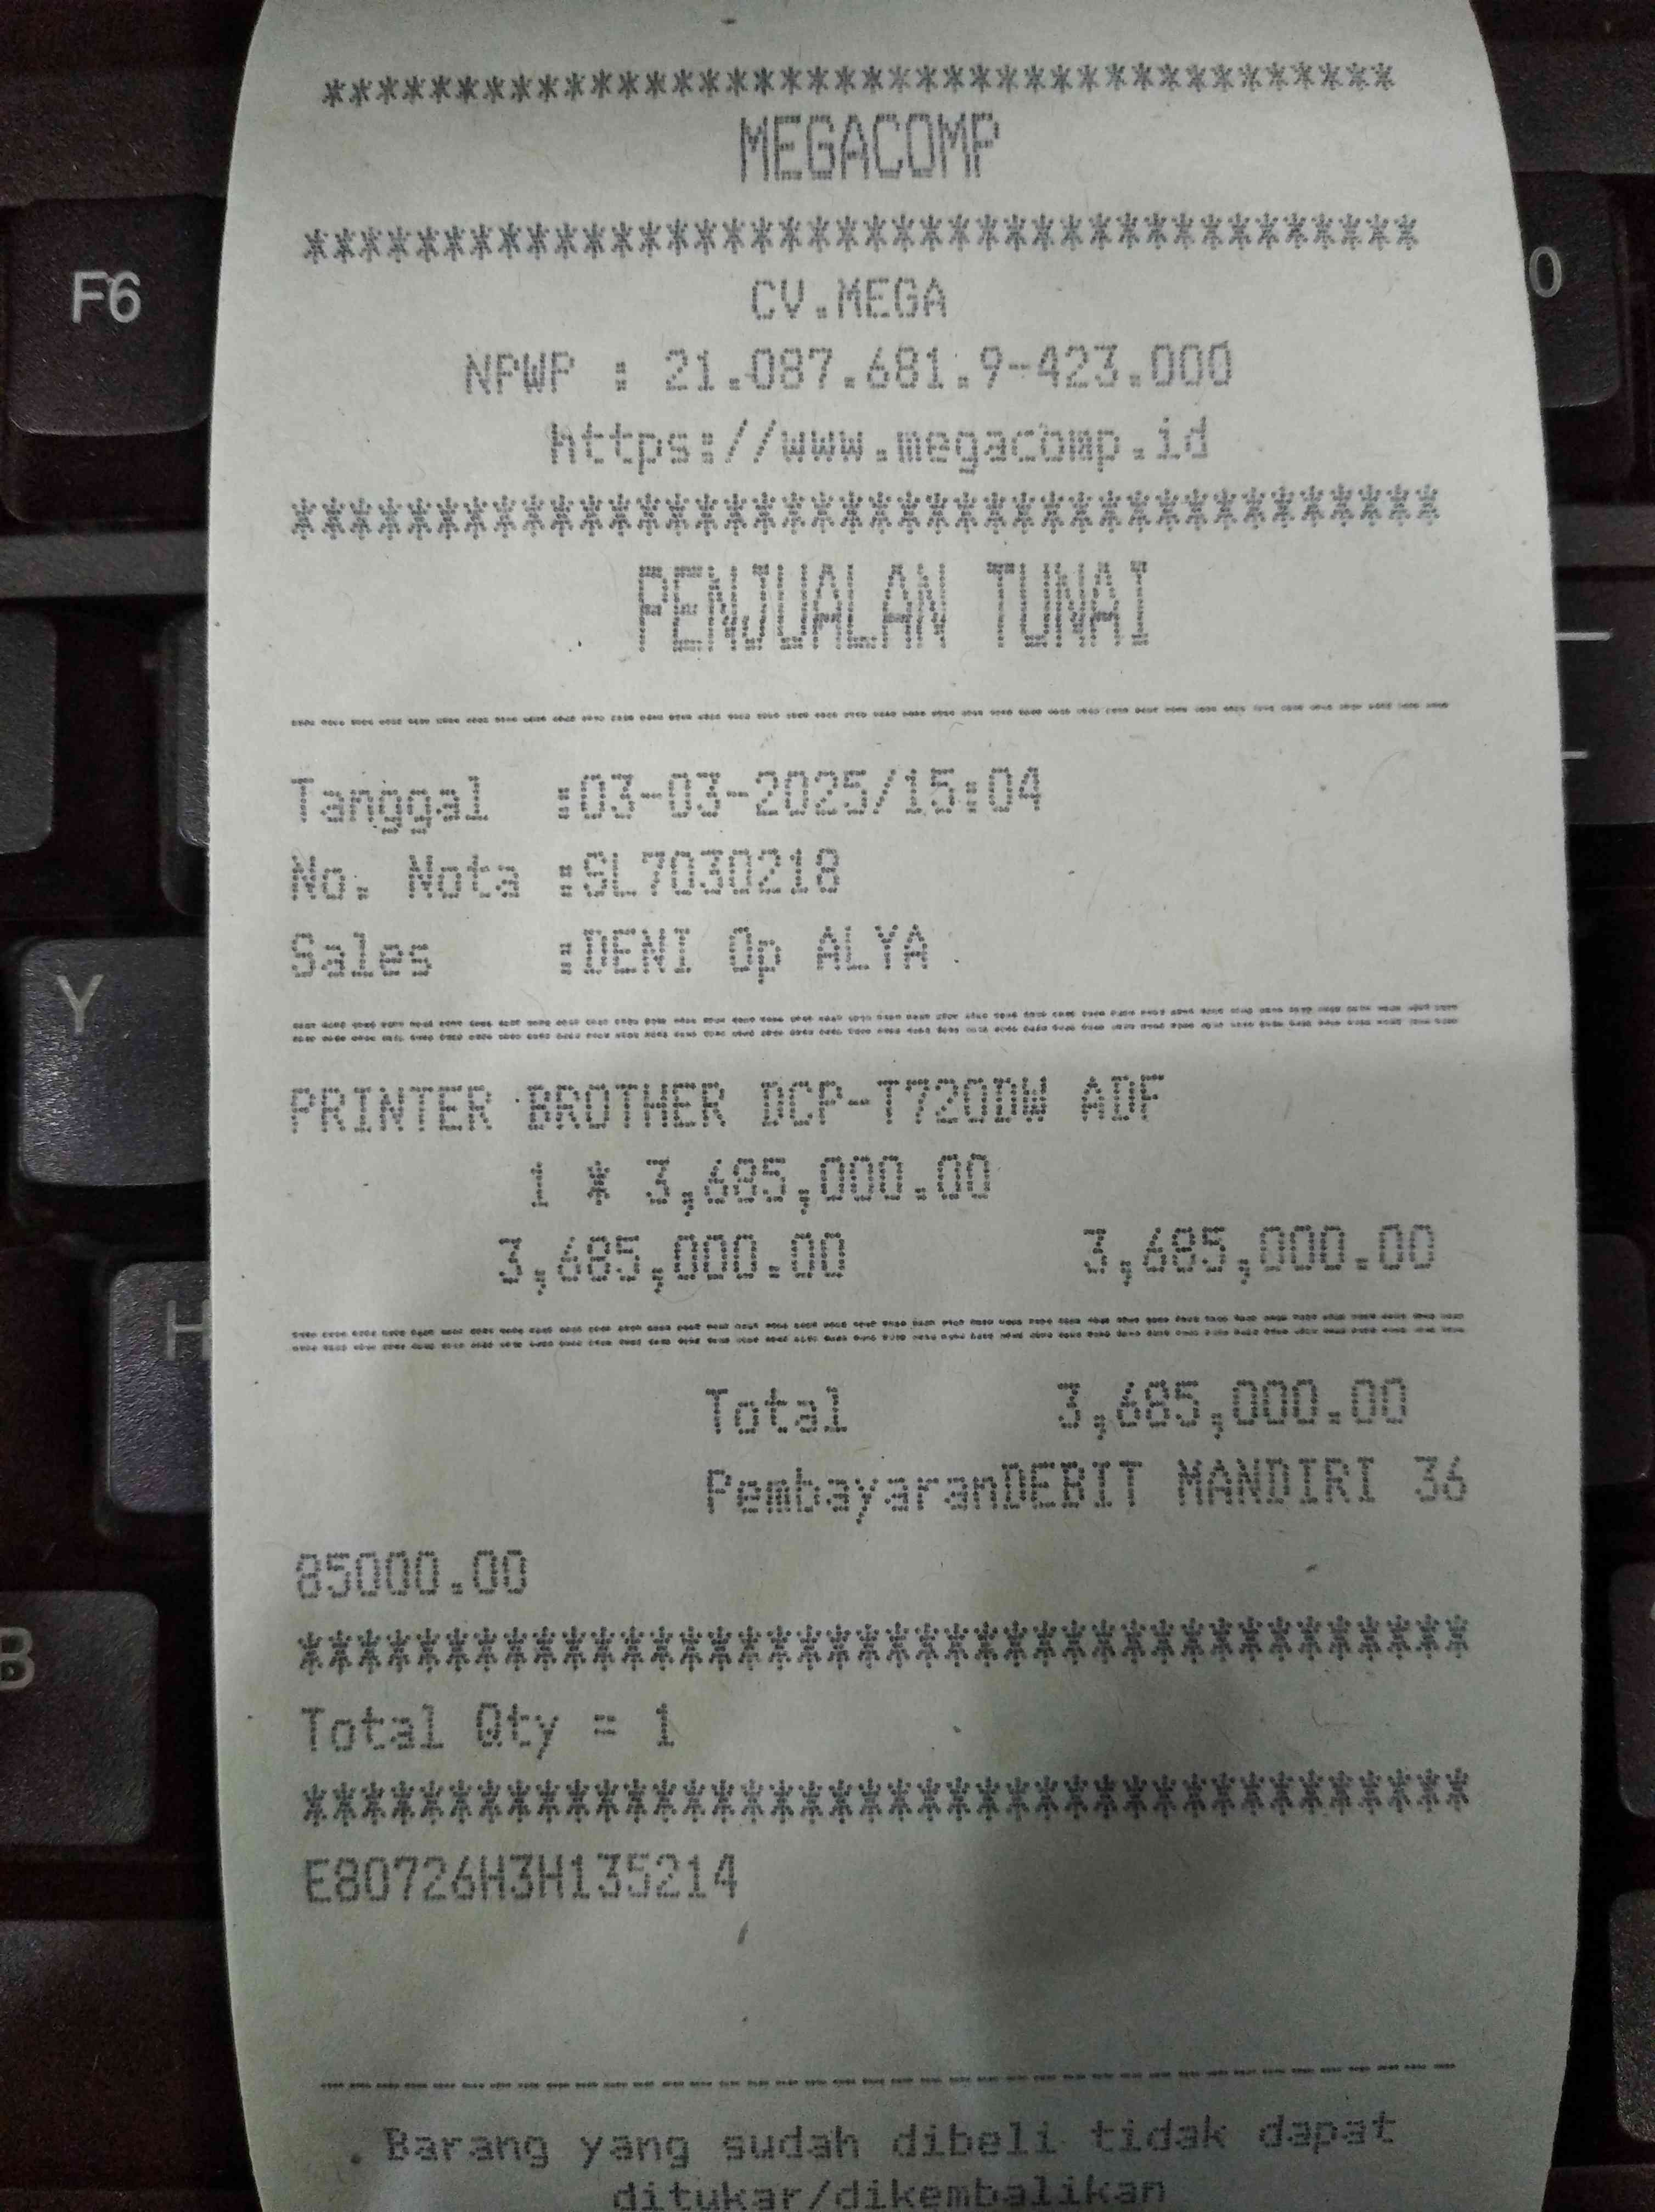 ****************************************
MEGACOMP
****************************************
CV.MEGA
NPWP : 21.087.681.9-423.000
https://www.megacomp.id
****************************************
PENJUALAN TUNAI
----------------------------------------
Tanggal :03-03-2025/15:04
No. Nota :
Sales :DENI Op ALYA
========================================
PRINTER BROTHER DCP-T720DW ADF
1 * 3,685,000.00
3,685,000.00 3,685,000.00
========================================
Total 3,685,000.00
PembayaranDEBIT MANDIRI 36
85000.00
****************************************
Total Qty = 1
****************************************
E80726H3H135214
----------------------------------------
Barang yang sudah dibeli tidak dapat
ditukar/dikembalikan
F6
0
Y
H
B